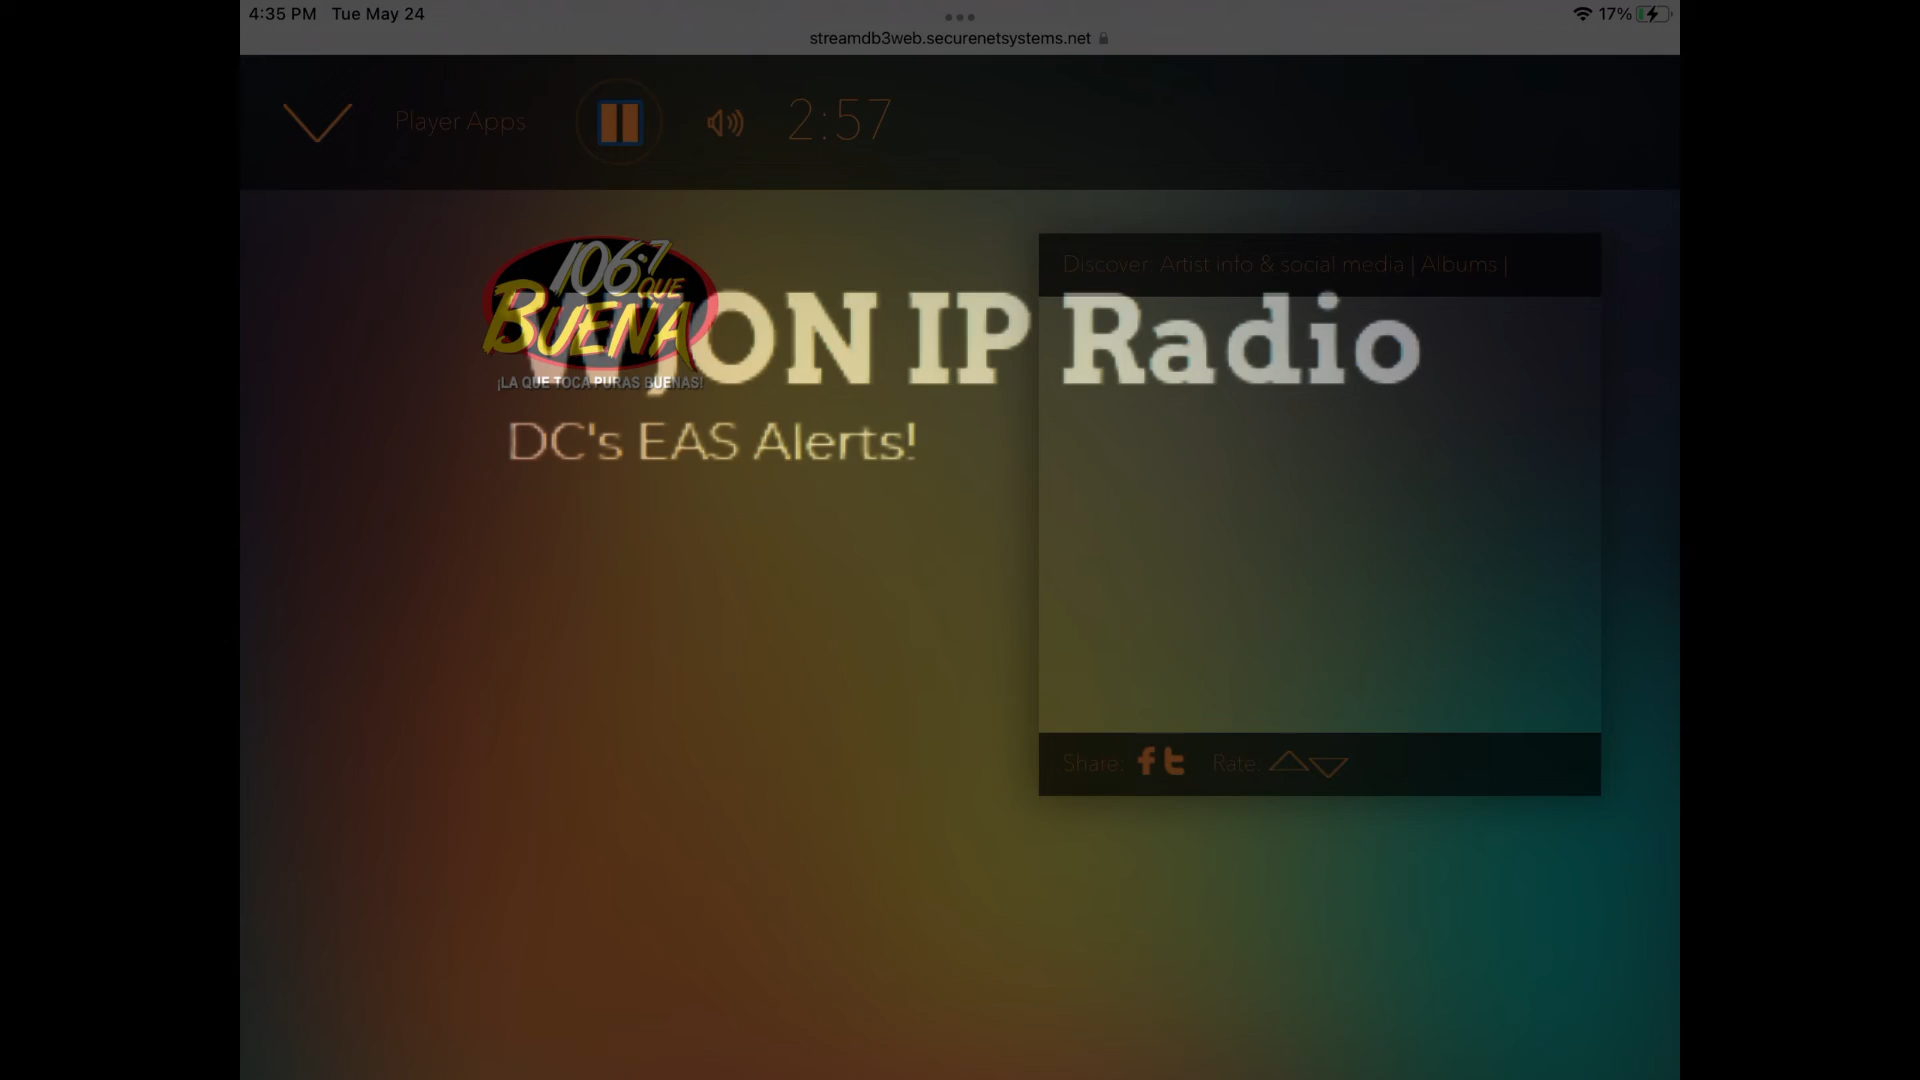 4:35 PM Tue May 24
17%
streamdb3web.securenetsystems.net
Player Apps
2:57
106.7
QUE
BUENA
¡LA QUE TOCA PURAS BUENAS!
Discover: Artist info & social media | Albums |
IP Radio
DC's EAS Alerts!
Share: Rate: